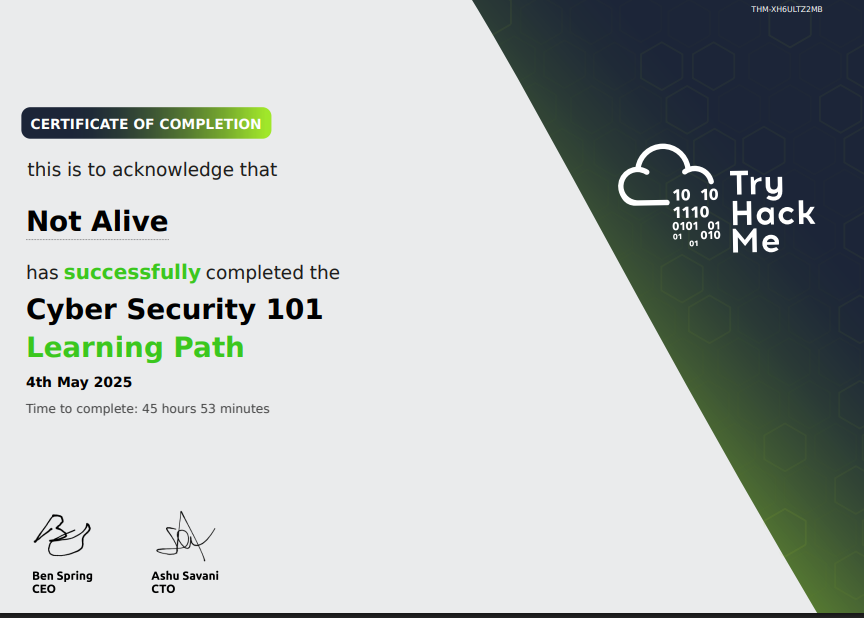 THM-XH6ULTZ2MB
CERTIFICATE OF COMPLETION
this is to acknowledge that
Not Alive
has successfully completed the
Cyber Security 101
Learning Path
4th May 2025
Time to complete: 45 hours 53 minutes
10 10
1110
0101 01
01 010
01
Try
Hack
Me
Ben Spring
CEO
Ashu Savani
CTO